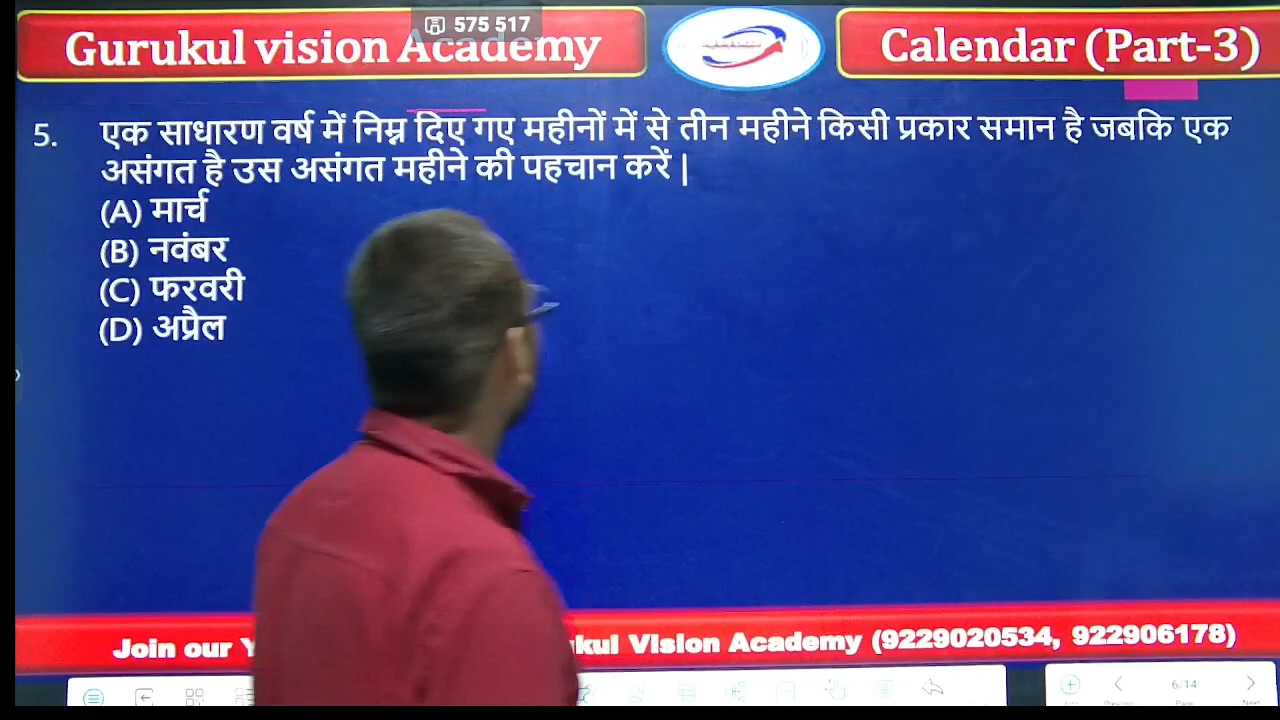 575 517
Gurukul vision Academy
Calendar (Part-3)
5. एक साधारण वर्ष में निम्न दिए गए महीनों में से तीन महीने किसी प्रकार समान है जबकि एक
असंगत है उस असंगत महीने की पहचान करें |
(A) मार्च
(B) नवंबर
(C) फरवरी
(D) अप्रैल
Join our Y kul Vision Academy (9229020534, 922906178)
6/14
Page
Next